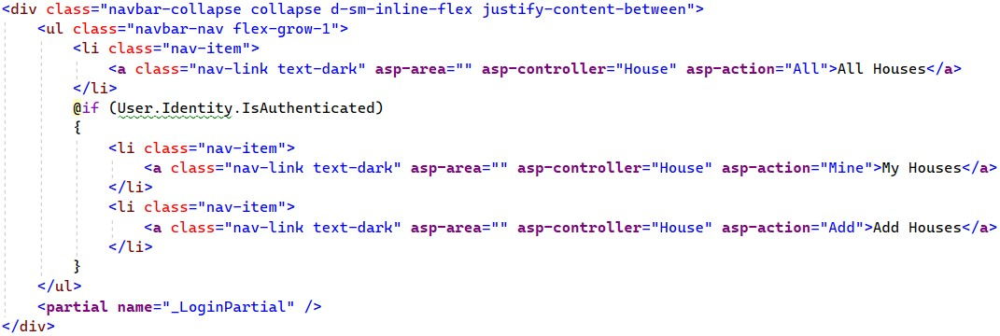 <div class="navbar-collapse collapse d-sm-inline-flex justify-content-between">
    <ul class="navbar-nav flex-grow-1">
        <li class="nav-item">
            <a class="nav-link text-dark" asp-area="" asp-controller="House" asp-action="All">All Houses</a>
        </li>
        @if (User.Identity.IsAuthenticated)
        {
            <li class="nav-item">
                <a class="nav-link text-dark" asp-area="" asp-controller="House" asp-action="Mine">My Houses</a>
            </li>
            <li class="nav-item">
                <a class="nav-link text-dark" asp-area="" asp-controller="House" asp-action="Add">Add Houses</a>
            </li>
        }
    </ul>
    <partial name="_LoginPartial" />
</div>